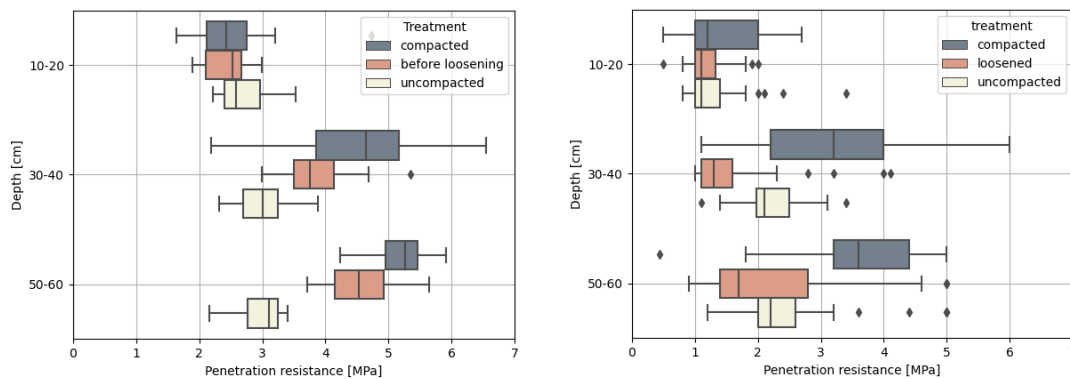 Treatment
compacted
before loosening
uncompacted
10-20
30-40
50-60
Depth [cm]
0 1 2 3 4 5 6 7
Penetration resistance [MPa]
treatment
compacted
loosened
uncompacted
10-20
30-40
50-60
Depth [cm]
0 1 2 3 4 5 6
Penetration resistance [MPa]